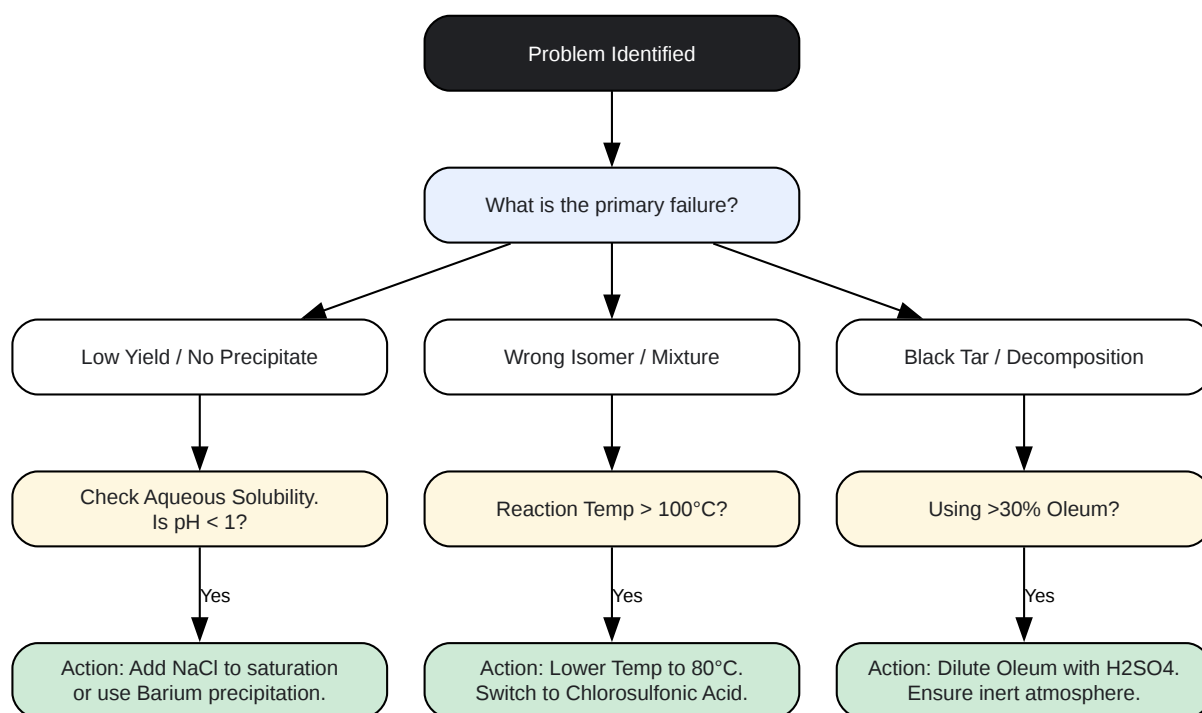 Problem Identified
What is the primary failure?
Low Yield / No Precipitate
Wrong Isomer / Mixture
Black Tar / Decomposition
Check Aqueous Solubility.
Is pH < 1?
Reaction Temp > 100°C?
Using >30% Oleum?
Yes
Yes
Yes
Action: Add NaCl to saturation
or use Barium precipitation.
Action: Lower Temp to 80°C.
Switch to Chlorosulfonic Acid.
Action: Dilute Oleum with H2SO4.
Ensure inert atmosphere.